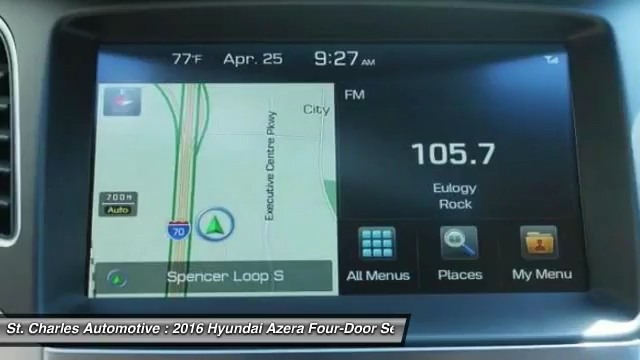 77°F Apr. 25 9:27 AM
FM
City
Executive Centre Pkwy
105.7
Eulogy
Rock
Auto
70
Spencer Loop S
All Menus
Places
My Menu
St. Charles Automotive : 2016 Hyundai Azera Four-Door Se